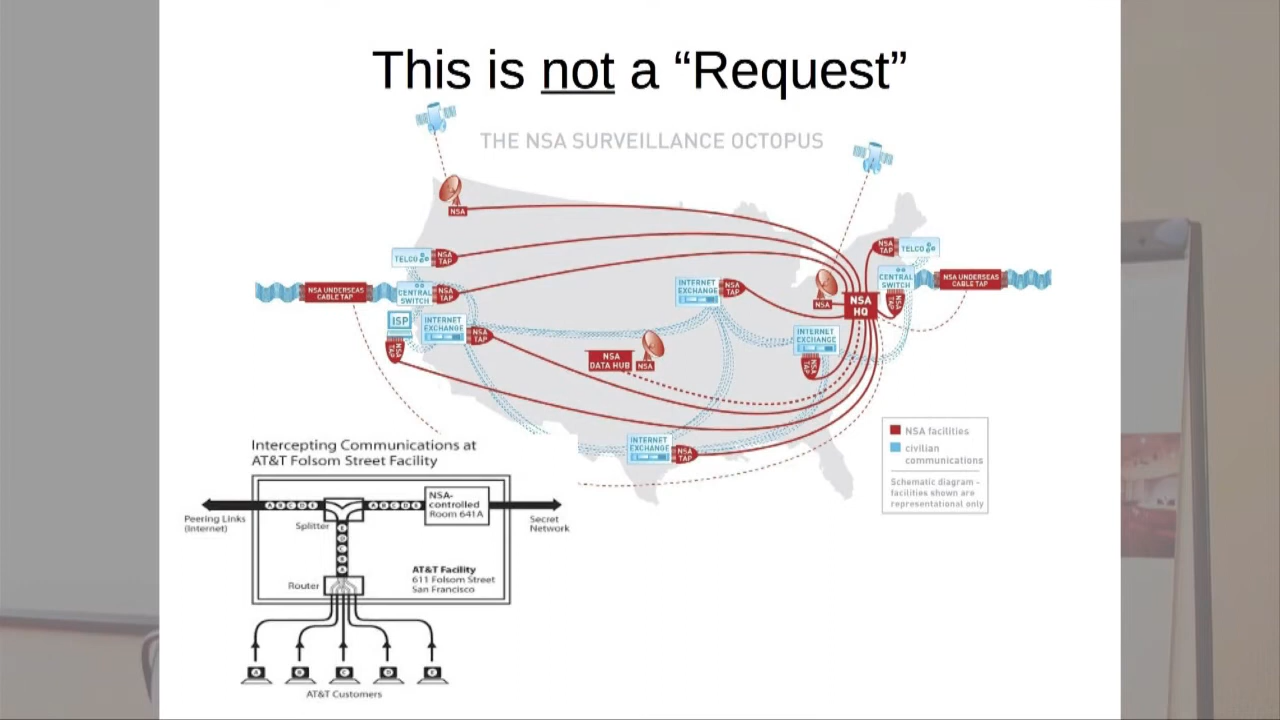 This is not a “Request”
THE NSA SURVEILLANCE OCTOPUS
NSA
TELCO
NSA
TAP
NSA UNDERSEAS
CABLE TAP
CENTRAL
SWITCH
NSA
TAP
ISP
NSA
TAP
INTERNET
EXCHANGE
NSA
TAP
INTERNET
EXCHANGE
NSA
TAP
NSA
DATA HUB
NSA
INTERNET
EXCHANGE
NSA
TAP
NSA
NSA
HQ
INTERNET
EXCHANGE
NSA
TAP
NSA
TAP
TELCO
CENTRAL
SWITCH
NSA
TAP
NSA UNDERSEAS
CABLE TAP
NSA facilities
civilian
communications
Schematic diagram -
facilities shown are
representational only
Intercepting Communications at
AT&T Folsom Street Facility
Peering Links
(Internet)
A B C D E
Splitter
A B C D E
NSA-
controlled
Room 641A
Secret
Network
E
D
C
B
A
Router
AT&T Facility
611 Folsom Street
San Francisco
A B C D E
AT&T Customers